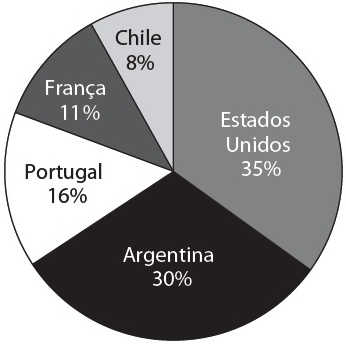 Chile
8%
França
11%
Estados
Unidos
35%
Portugal
16%
Argentina
30%